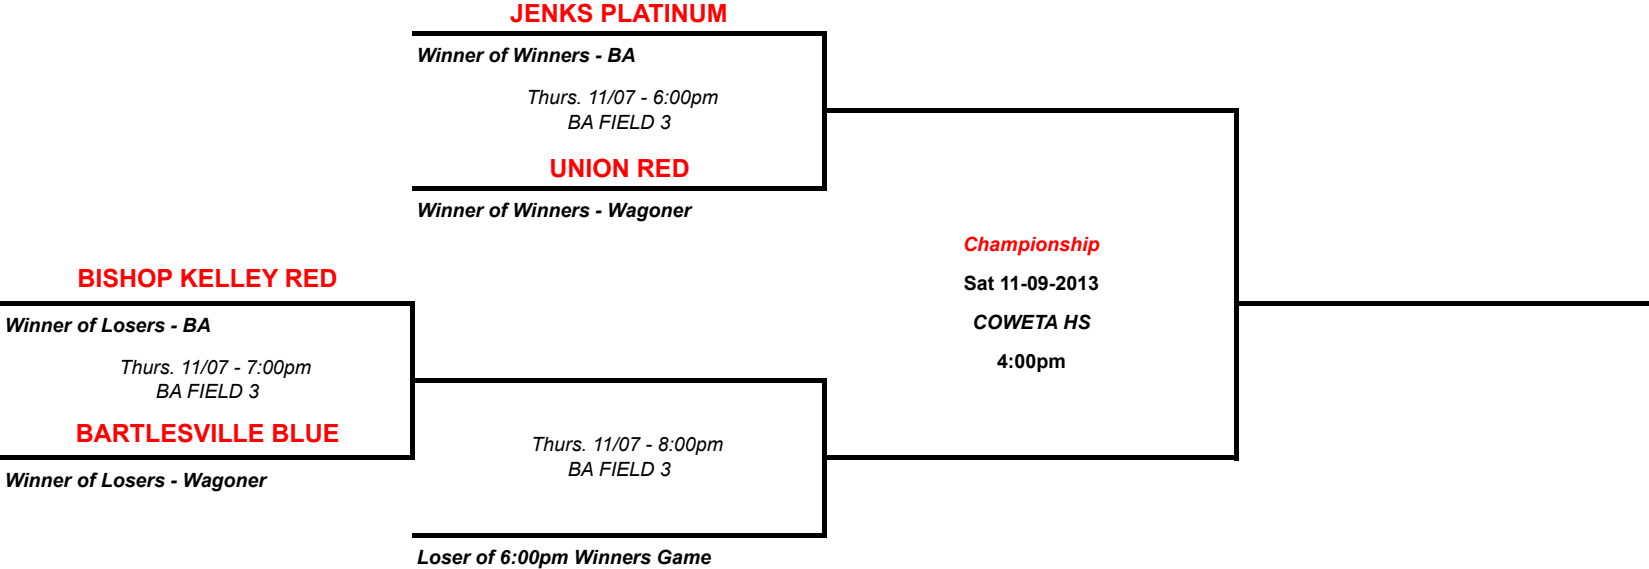 JENKS PLATINUM
Winner of Winners - BA
Thurs. 11/07 - 6:00pm
BA FIELD 3
UNION RED
Winner of Winners - Wagoner
Championship
Sat 11-09-2013
COWETA HS
4:00pm
BISHOP KELLEY RED
Winner of Losers - BA
Thurs. 11/07 - 7:00pm
BA FIELD 3
BARTLESVILLE BLUE
Winner of Losers - Wagoner
Thurs. 11/07 - 8:00pm
BA FIELD 3
Loser of 6:00pm Winners Game